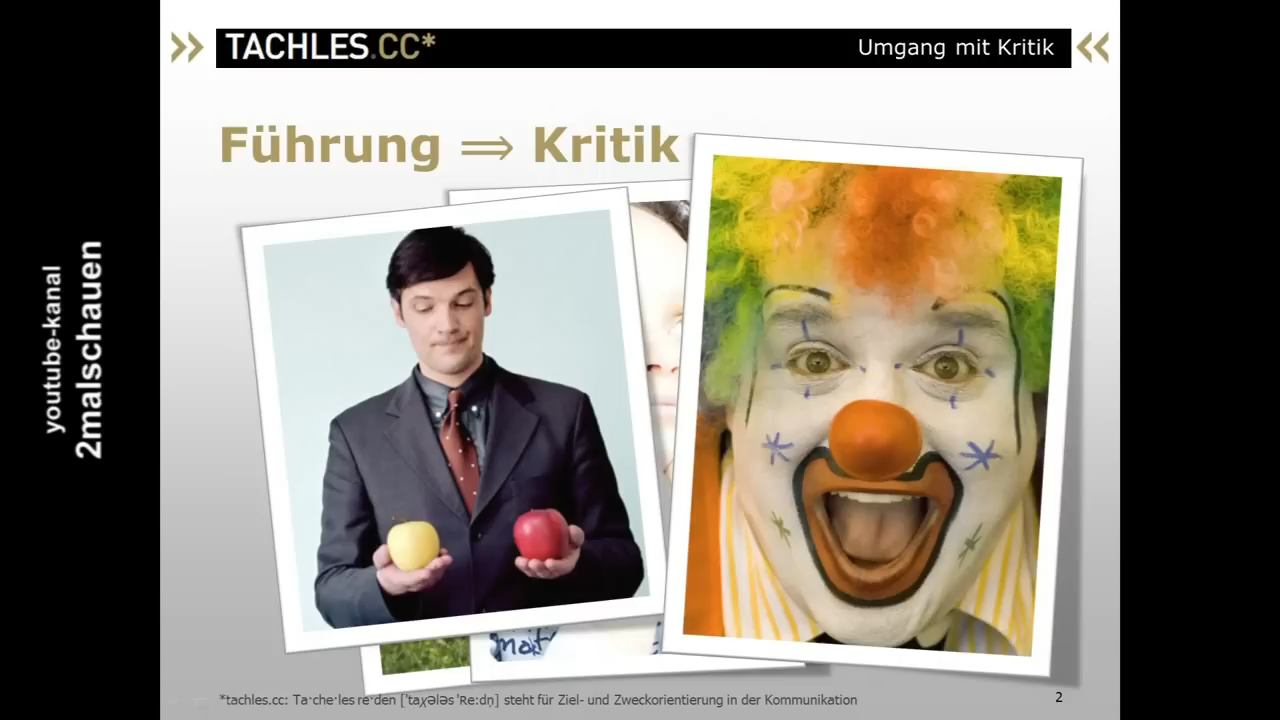 TACHLES.CC*
Umgang mit Kritik
Führung ⇒ Kritik
youtube-kanal
2malschauen
*tachles.cc: Ta·che·les re·den [ˈtaχələs ˈʀeːdn̩] steht für Ziel- und Zweckorientierung in der Kommunikation
2